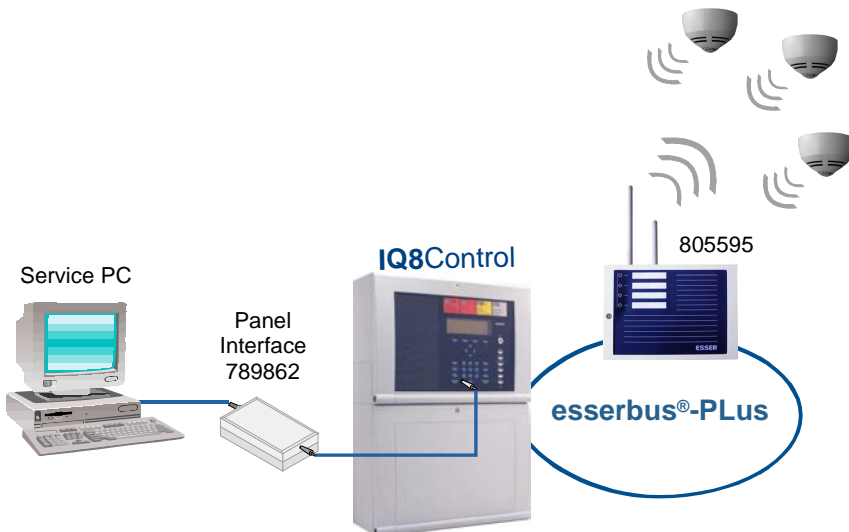 805595
IQ8Control
Service PC
Panel
Interface
789862
ESSER
esserbus®-PLus